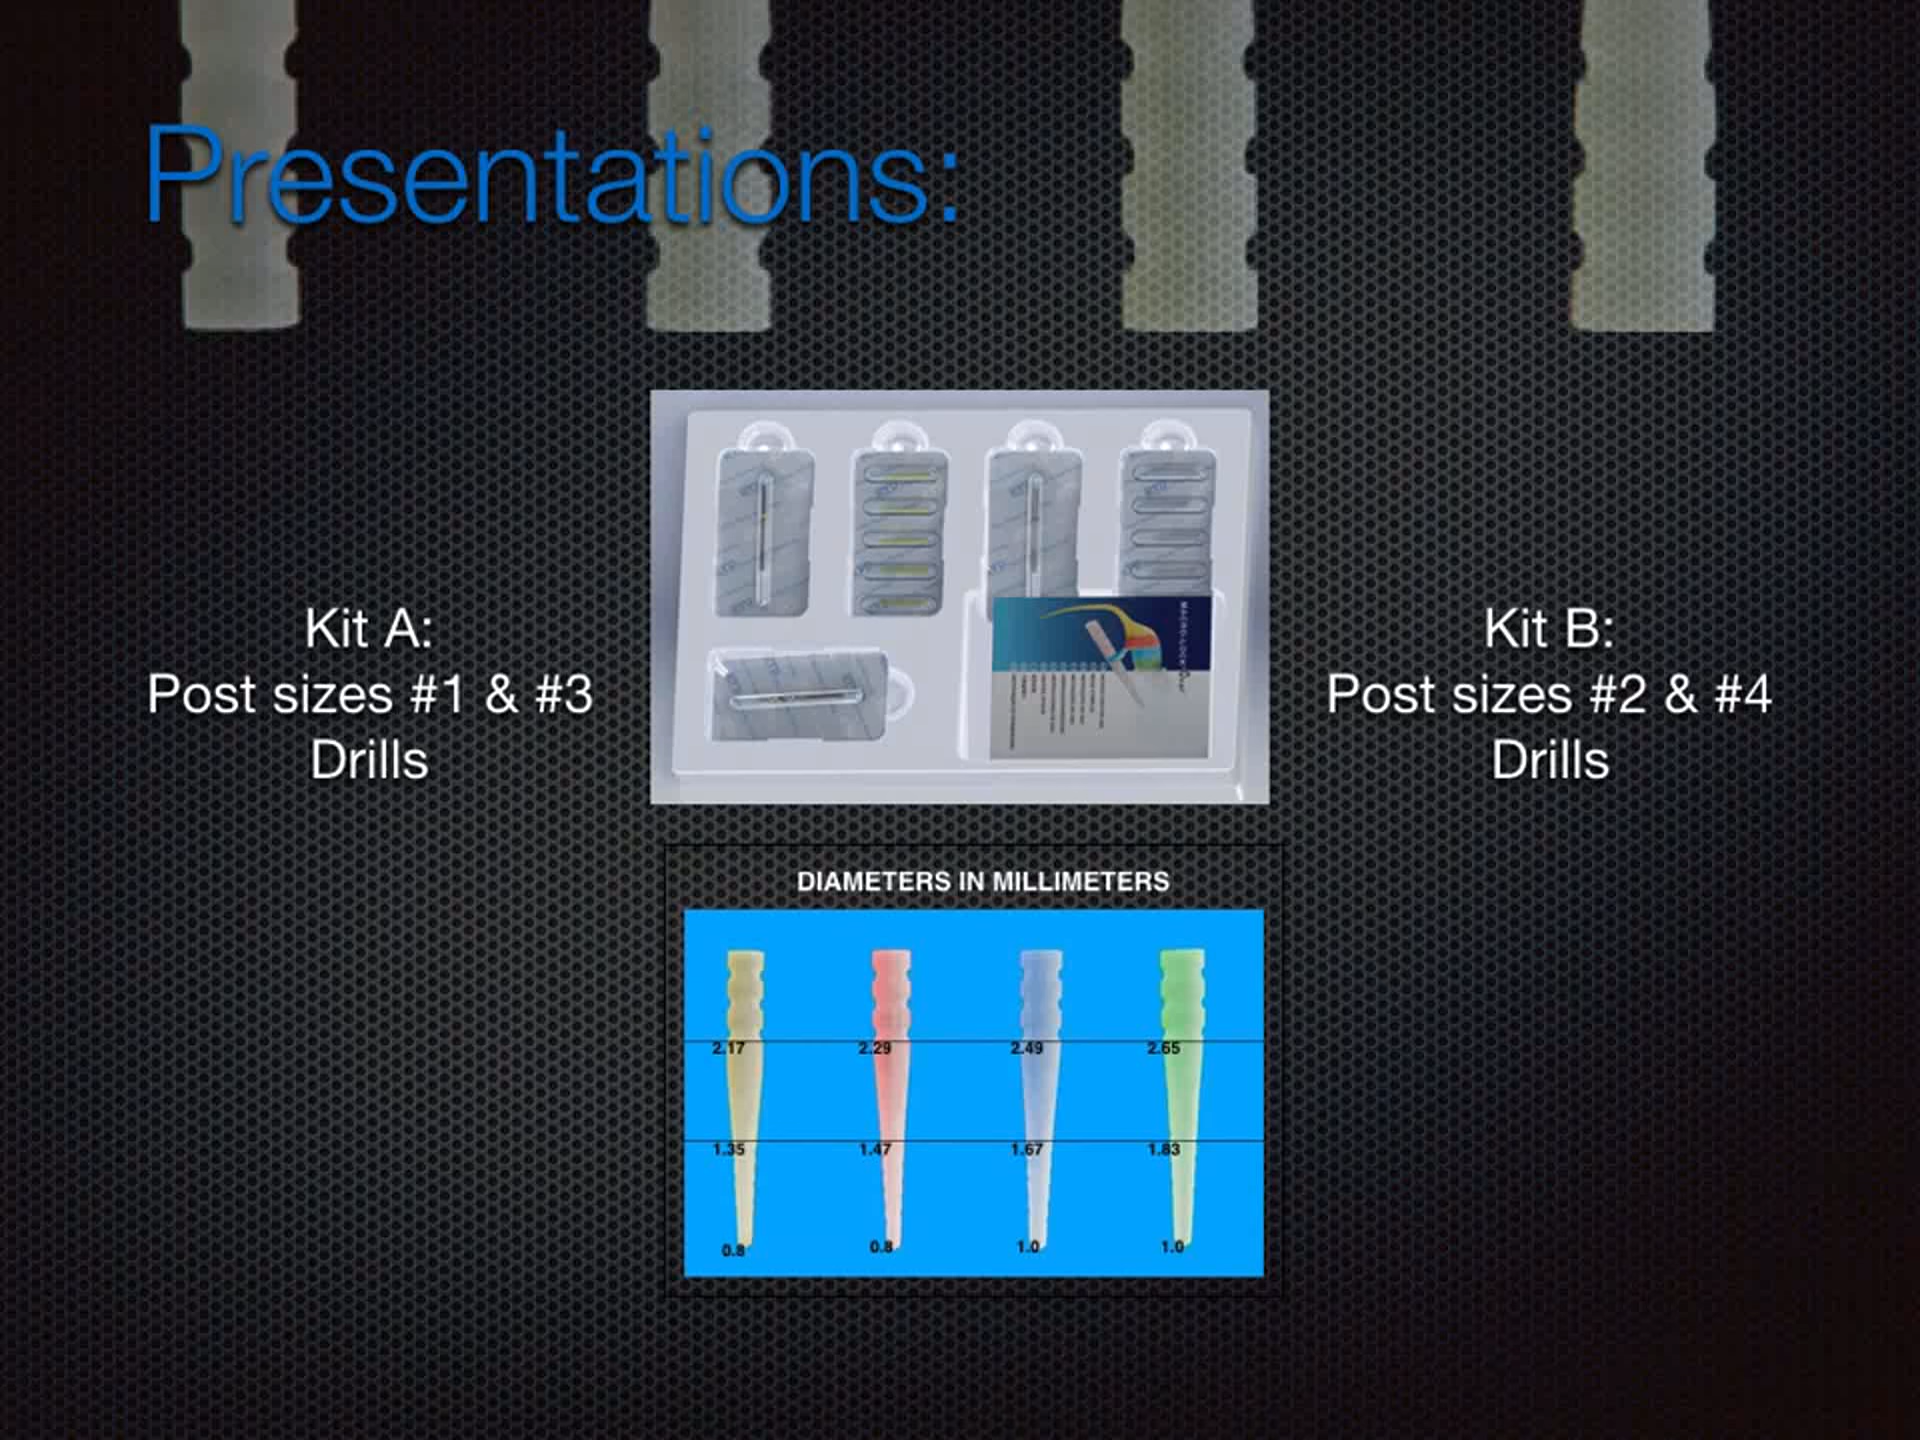 Presentations:
Kit A:
Post sizes #1 & #3
Drills
MACRO-LOCK
Kit B:
Post sizes #2 & #4
Drills
DIAMETERS IN MILLIMETERS
2.17 2.29 2.49 2.65
1.35 1.47 1.67 1.83
0.8 0.8 1.0 1.0